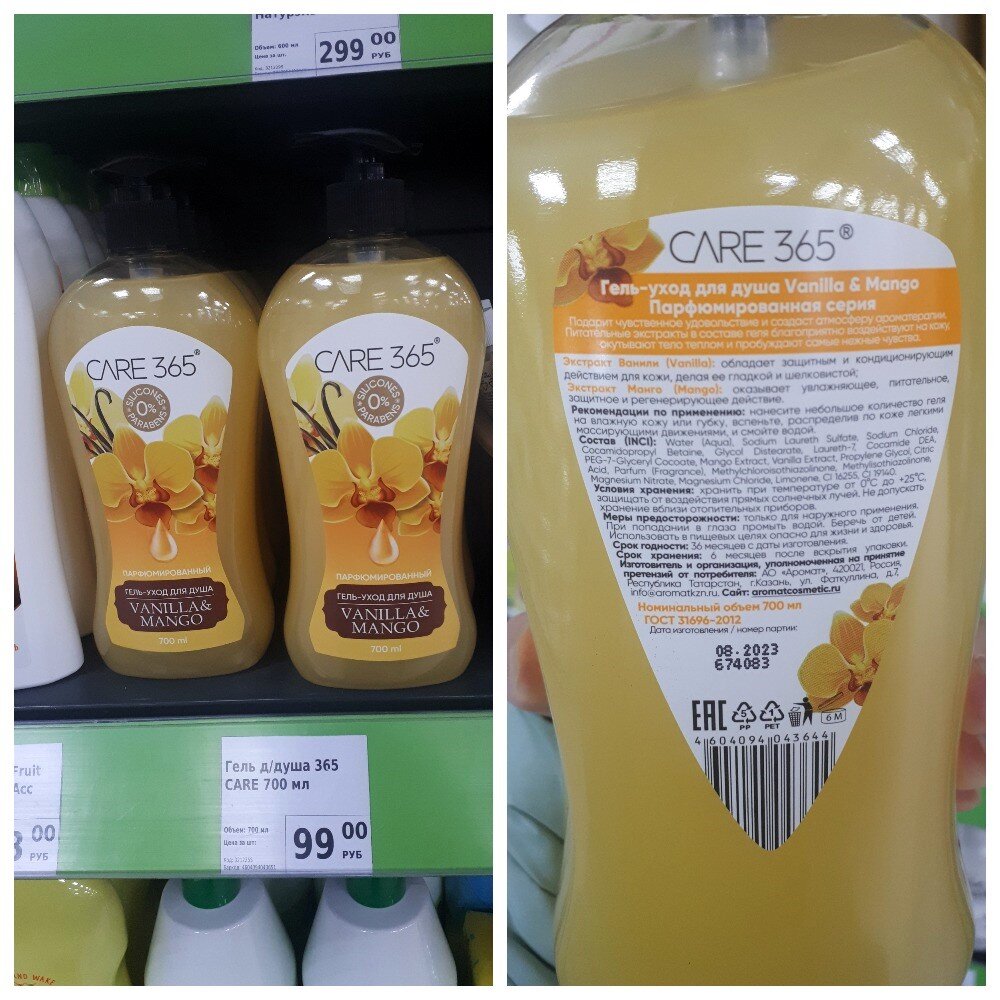 299 00
РУБ
Объем: 600 мл
Цена за шт.
CARE 365®
SILICONES
0%
PARABENS
ПАРФЮМИРОВАННЫЙ
ГЕЛЬ-УХОД ДЛЯ ДУША
VANILLA &
MANGO
700 ml
CARE 365®
SILICONES
0%
PARABENS
ПАРФЮМИРОВАННЫЙ
ГЕЛЬ-УХОД ДЛЯ ДУША
VANILLA &
MANGO
700 ml
Fruit
Acc
00
РУБ
Гель д/душа 365
CARE 700 мл
Объем: 700 мл
Цена за шт:
99 00
РУБ
AND WAKE
CARE 365®
Гель-уход для душа Vanilla & Mango
Парфюмированная серия
Подарит чувственное удовольствие и создаст атмосферу ароматерапии.
Питательные экстракты в составе геля благоприятно воздействуют на кожу,
окутывают тело теплом и пробуждают самые нежные чувства.
Экстракт Ванили (Vanilla): обладает защитным и кондиционирующим
действием для кожи, делая ее гладкой и шелковистой;
Экстракт Манго (Mango): оказывает увлажняющее, питательное,
защитное и регенерирующее действие.
Рекомендации по применению: нанесите небольшое количество геля
на влажную кожу или губку, вспеньте, распределив по коже легкими
массирующими движениями, и смойте водой.
Состав (INCI): Water (Aqua), Sodium Laureth Sulfate, Sodium Chloride,
Cocamidopropyl Betaine, Glycol Distearate, Laureth-7, Cocamide DEA,
PEG-7-Glyceryl Cocoate, Mango Extract, Vanilla Extract, Propylene Glycol, Citric
Acid, Parfum (Fragrance), Methylchloroisothiazolinone, Methylisothiazolinone,
Magnesium Nitrate, Magnesium Chloride, Limonene, CI 16255, CI 19140.
Условия хранения: хранить при температуре от 0°C до +25°C,
защищать от воздействия прямых солнечных лучей. Не допускать
хранение вблизи отопительных приборов.
Меры предосторожности: только для наружного применения.
При попадании в глаза промыть водой. Беречь от детей.
Использовать в пищевых целях опасно для жизни и здоровья.
Срок годности: 36 месяцев с даты изготовления.
Срок хранения: 6 месяцев после вскрытия упаковки.
Изготовитель и организация, уполномоченная на принятие
претензий от потребителя: АО «Аромат», 420021, Россия,
Республика Татарстан, г.Казань, ул. Фаткуллина, д.7,
info@aromatkzn.ru. Сайт: aromatcosmetic.ru
Номинальный объем 700 мл
ГОСТ 31696-2012
Дата изготовления / номер партии:
08.2023
674083
EAC 5 PP 1 PET 6 M
4 604094 043644